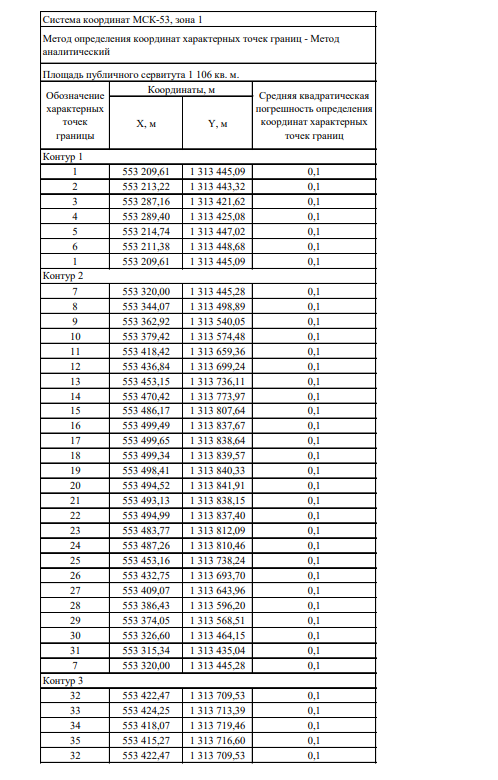 Система координат МСК-53, зона 1
Метод определения координат характерных точек границ - Метод
аналитический
Площадь публичного сервитута 1 106 кв. м.
Обозначение
характерных
точек
границы
Координаты, м
X, м
Y, м
Средняя квадратическая
погрешность определения
координат характерных
точек границ
Контур 1
1 553 209,61 1 313 445,09 0,1
2 553 213,22 1 313 443,32 0,1
3 553 287,16 1 313 421,62 0,1
4 553 289,40 1 313 425,08 0,1
5 553 214,74 1 313 447,02 0,1
6 553 211,38 1 313 448,68 0,1
1 553 209,61 1 313 445,09 0,1
Контур 2
7 553 320,00 1 313 445,28 0,1
8 553 344,07 1 313 498,89 0,1
9 553 362,92 1 313 540,05 0,1
10 553 379,42 1 313 574,48 0,1
11 553 418,42 1 313 659,36 0,1
12 553 436,84 1 313 699,24 0,1
13 553 453,15 1 313 736,11 0,1
14 553 470,42 1 313 773,97 0,1
15 553 486,17 1 313 807,64 0,1
16 553 499,49 1 313 837,67 0,1
17 553 499,65 1 313 838,64 0,1
18 553 499,34 1 313 839,57 0,1
19 553 498,41 1 313 840,33 0,1
20 553 494,52 1 313 841,91 0,1
21 553 493,13 1 313 838,15 0,1
22 553 494,99 1 313 837,40 0,1
23 553 483,77 1 313 812,09 0,1
24 553 487,26 1 313 810,46 0,1
25 553 453,16 1 313 738,24 0,1
26 553 432,75 1 313 693,70 0,1
27 553 409,07 1 313 643,96 0,1
28 553 386,43 1 313 596,20 0,1
29 553 374,05 1 313 568,51 0,1
30 553 326,60 1 313 464,15 0,1
31 553 315,34 1 313 435,04 0,1
7 553 320,00 1 313 445,28 0,1
Контур 3
32 553 422,47 1 313 709,53 0,1
33 553 424,25 1 313 713,39 0,1
34 553 418,07 1 313 719,46 0,1
35 553 415,27 1 313 716,60 0,1
32 553 422,47 1 313 709,53 0,1